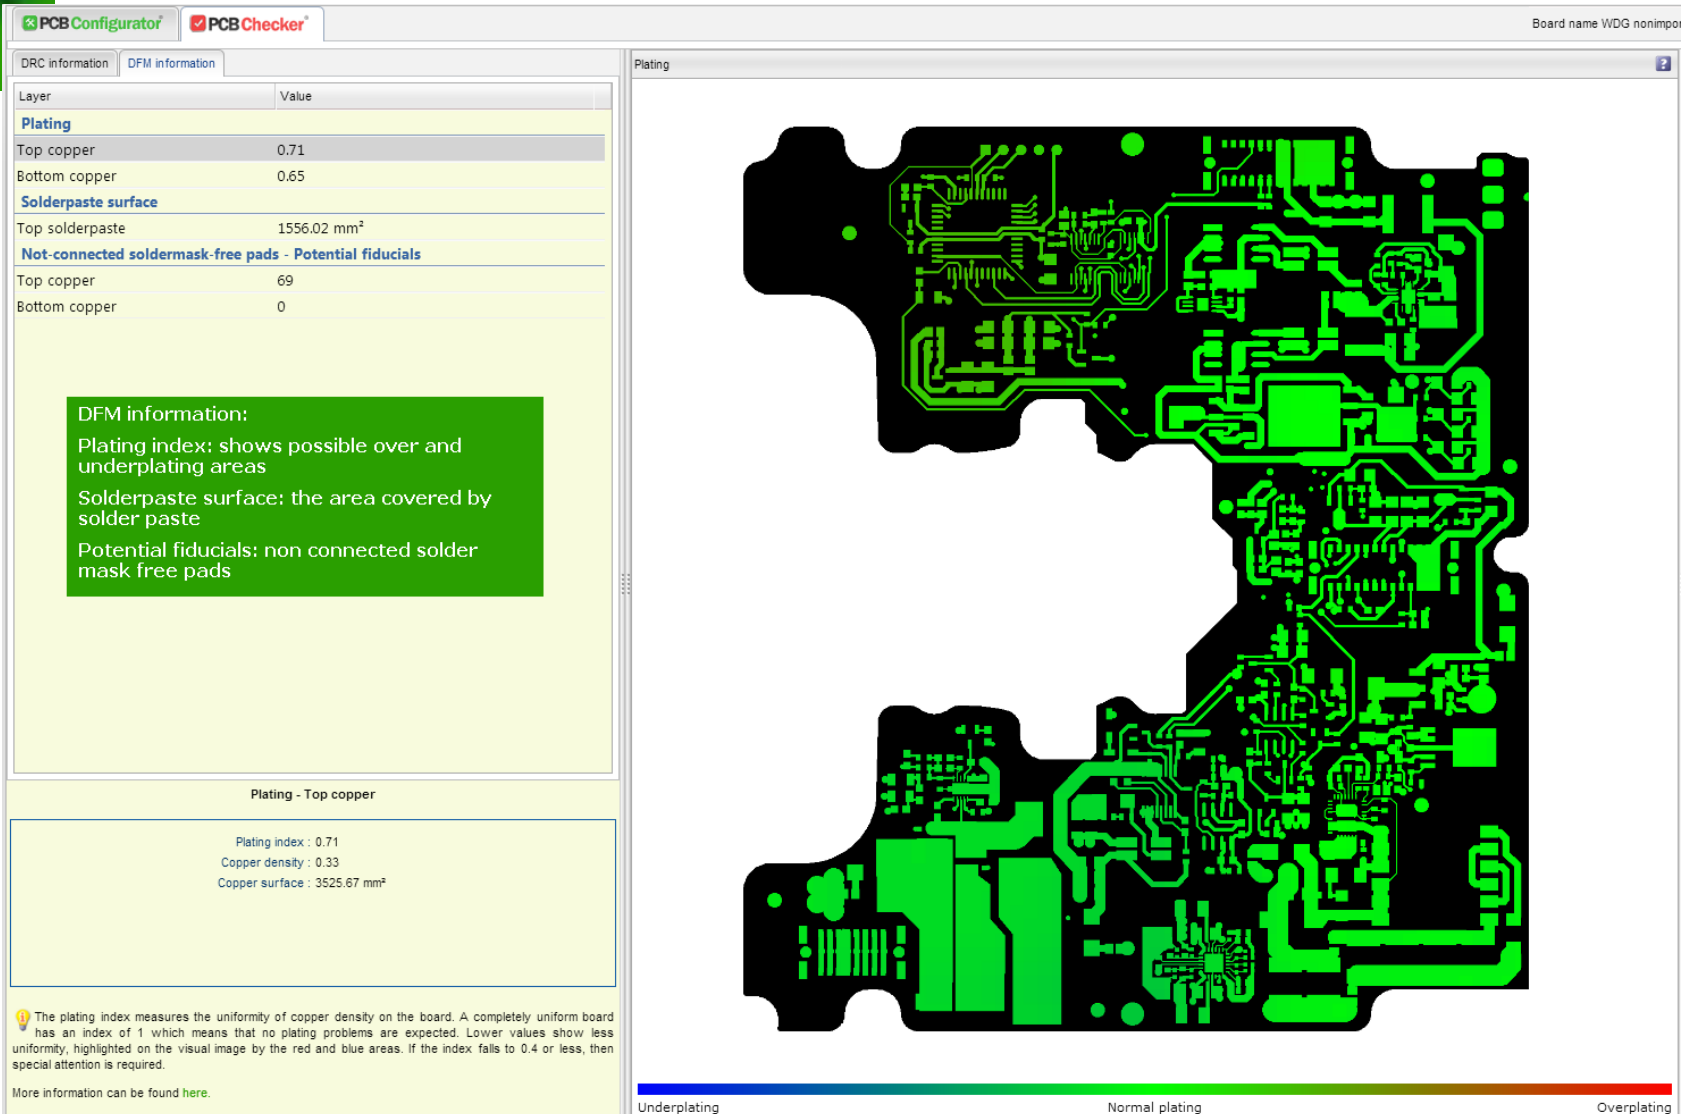 PCB Configurator PCB Checker Board name WDG nonimpor
DRC information DFM information
Plating
Layer Value
Plating
Top copper 0.71
Bottom copper 0.65
Solderpaste surface
Top solderpaste 1556.02 mm²
Not-connected soldermask-free pads - Potential fiducials
Top copper 69
Bottom copper 0
DFM information:
Plating index: shows possible over and
underplating areas
Solderpaste surface: the area covered by
solder paste
Potential fiducials: non connected solder
mask free pads
Plating - Top copper
Plating index : 0.71
Copper density : 0.33
Copper surface : 3525.67 mm²
The plating index measures the uniformity of copper density on the board. A completely uniform board
has an index of 1 which means that no plating problems are expected. Lower values show less
uniformity, highlighted on the visual image by the red and blue areas. If the index falls to 0.4 or less, then
special attention is required.
More information can be found here.
Underplating Normal plating Overplating